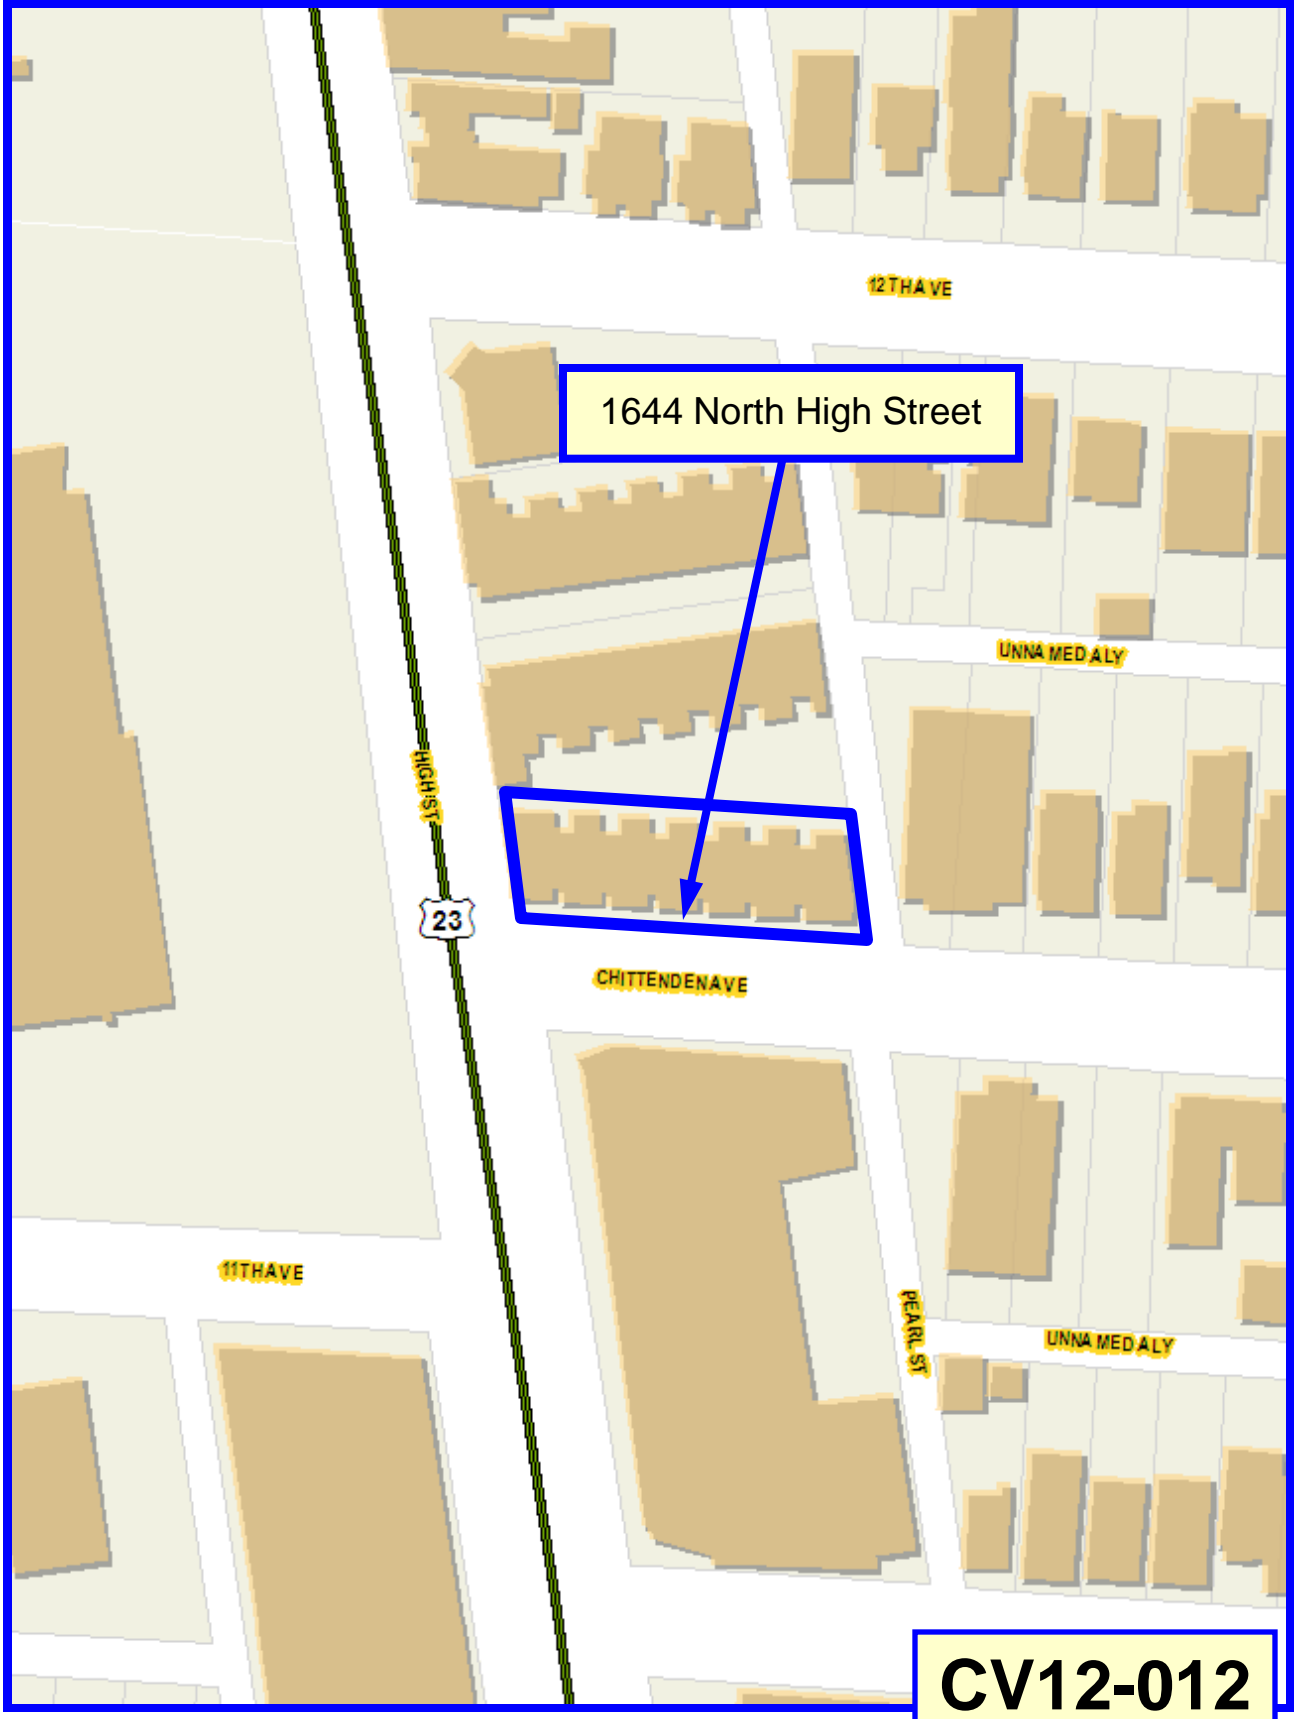 12TH AVE
1644 North High Street
UNNAMED ALY
HIGH ST
23
CHITTENDEN AVE
11TH AVE
PEARL ST
UNNAMED ALY
CV12-012